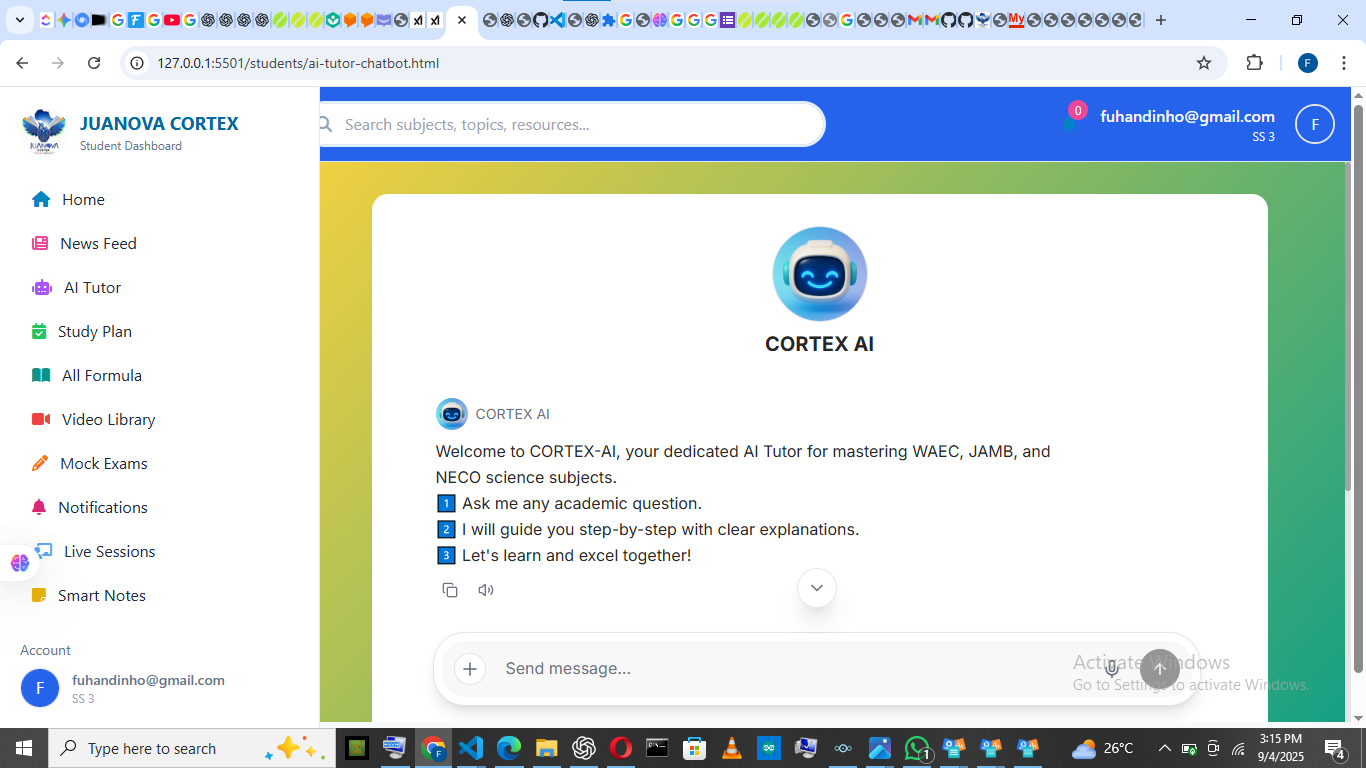 127.0.0.1:5501/students/ai-tutor-chatbot.html
F
JUANOVA CORTEX
Student Dashboard
Search subjects, topics, resources...
0
fuhandinho@gmail.com
SS 3
F
Home
News Feed
AI Tutor
Study Plan
All Formula
Video Library
Mock Exams
Notifications
Live Sessions
Smart Notes
Account
F
fuhandinho@gmail.com
SS 3
CORTEX AI
CORTEX AI
Welcome to CORTEX-AI, your dedicated AI Tutor for mastering WAEC, JAMB, and
NECO science subjects.
1 Ask me any academic question.
2 I will guide you step-by-step with clear explanations.
3 Let's learn and excel together!
Send message...
Activate Windows
Go to Settings to activate Windows.
Type here to search
26°C
3:15 PM
9/4/2025
4